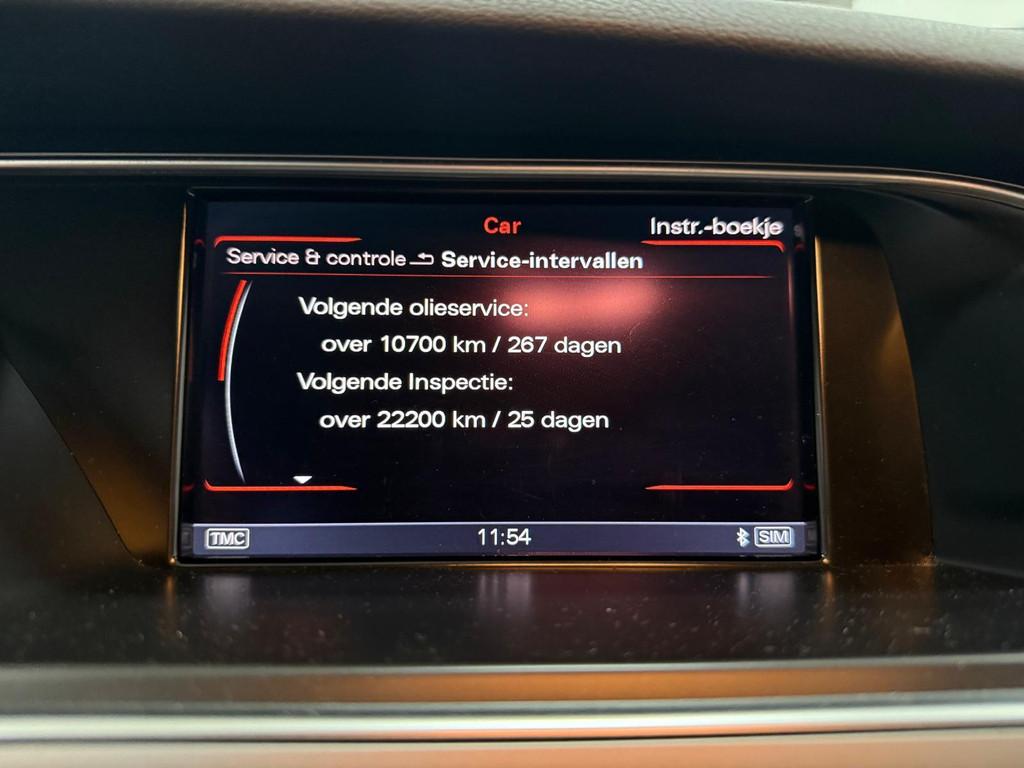 Car
Instr.-boekje
Service & controle Service-intervallen
Volgende olieservice:
over 10700 km / 267 dagen
Volgende Inspectie:
over 22200 km / 25 dagen
TMC 11:54 SIM